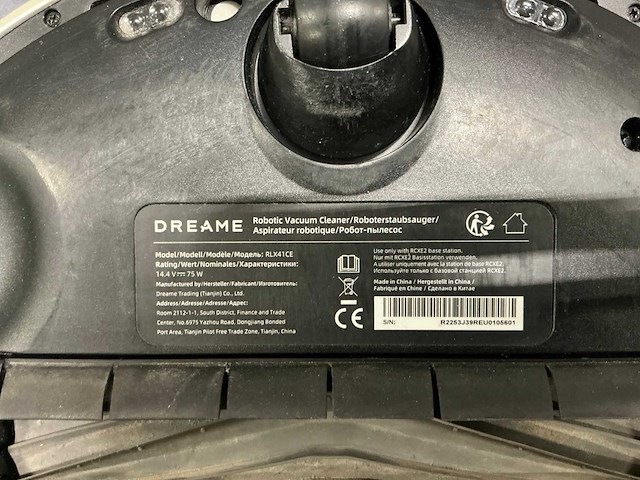 DREAME
Robotic Vacuum Cleaner/Roboterstaubsauger/
Aspirateur robotique/Робот-пылесос
Model/Modell/Modèle/Модель: RLX41CE
Rating/Wert/Nominales/Характеристики:
14.4 V⎓ 75 W
Manufactured by/Hersteller/Fabricant/Изготовитель:
Dreame Trading (Tianjin) Co., Ltd.
Address/Adresse/Adresse/Адрес:
Room 2112-1-1, South District, Finance and Trade
Center, No.6975 Yazhou Road, Dongjiang Bonded
Port Area, Tianjin Pilot Free Trade Zone, Tianjin, China
Use only with RCXE2 base station.
Nur mit RCXE2 Basisstation verwenden.
A utiliser uniquement avec la station de base RCXE2.
Используйте только с базовой станцией RCXE2.
Made in China / Hergestellt in China /
Fabriqué en Chine / Сделано в Китае
CE
S/N: R2253J39REU0105601